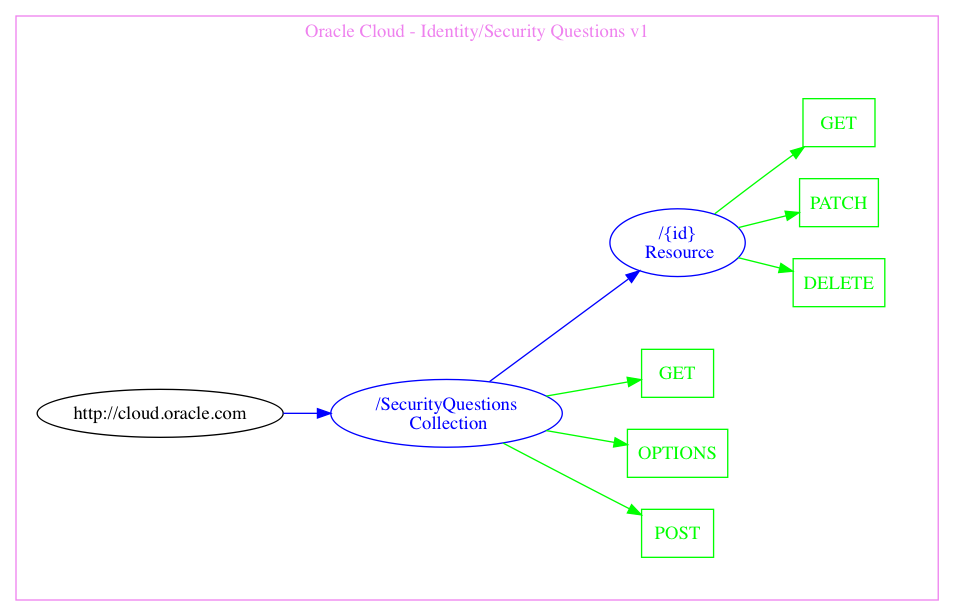 Oracle Cloud - Identity/Security Questions v1
GET
PATCH
/{id}
Resource
DELETE
GET
http://cloud.oracle.com
/SecurityQuestions
Collection
OPTIONS
POST